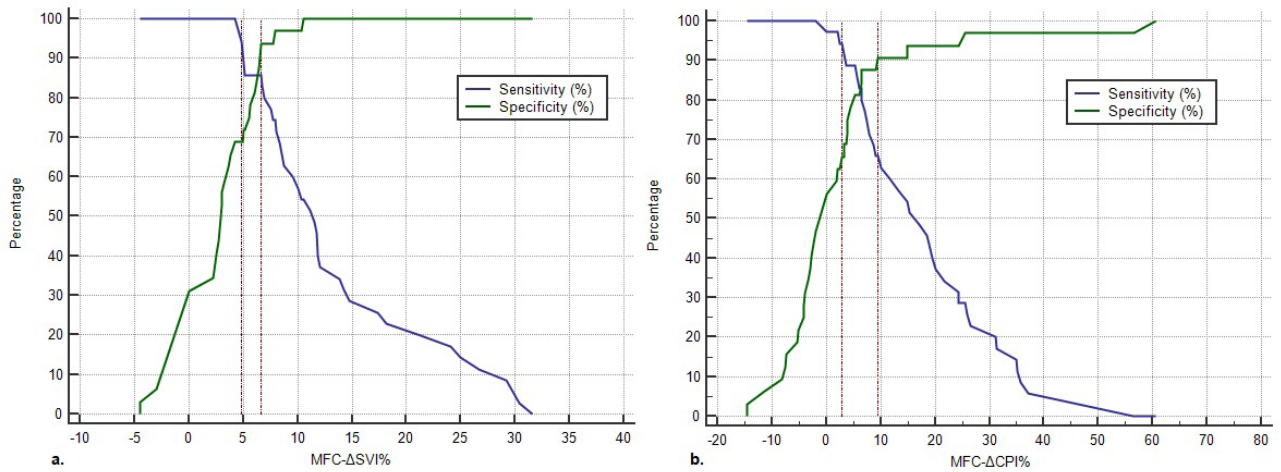 100
90
80
70
60
50
40
30
20
10
0
Percentage
Sensitivity (%)
Specificity (%)
-10 -5 0 5 10 15 20 25 30 35 40
a. MFC-ΔSVI%
100
90
80
70
60
50
40
30
20
10
0
Percentage
Sensitivity (%)
Specificity (%)
-20 -10 0 10 20 30 40 50 60 70 80
b. MFC-ΔCPI%